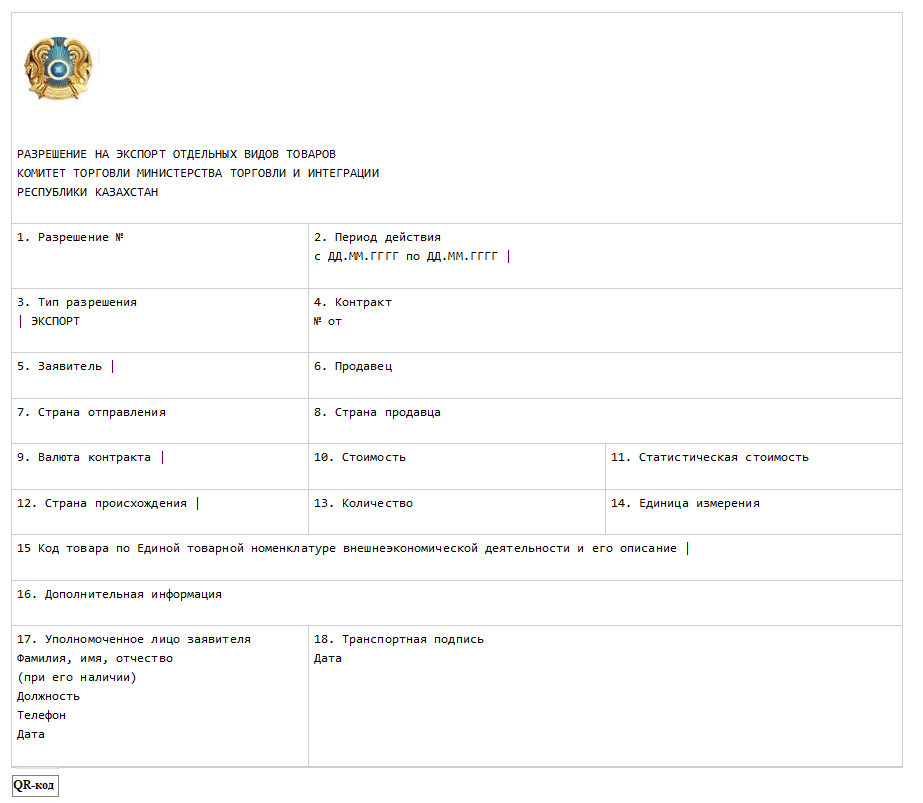 РАЗРЕШЕНИЕ НА ЭКСПОРТ ОТДЕЛЬНЫХ ВИДОВ ТОВАРОВ
КОМИТЕТ ТОРГОВЛИ МИНИСТЕРСТВА ТОРГОВЛИ И ИНТЕГРАЦИИ
РЕСПУБЛИКИ КАЗАХСТАН
1. Разрешение №
2. Период действия
с ДД.ММ.ГГГГ по ДД.ММ.ГГГГ |
3. Тип разрешения
| ЭКСПОРТ
4. Контракт
№ от
5. Заявитель |
6. Продавец
7. Страна отправления
8. Страна продавца
9. Валюта контракта |
10. Стоимость
11. Статистическая стоимость
12. Страна происхождения |
13. Количество
14. Единица измерения
15 Код товара по Единой товарной номенклатуре внешнеэкономической деятельности и его описание |
16. Дополнительная информация
17. Уполномоченное лицо заявителя
Фамилия, имя, отчество
(при его наличии)
Должность
Телефон
Дата
18. Транспортная подпись
Дата
QR-код